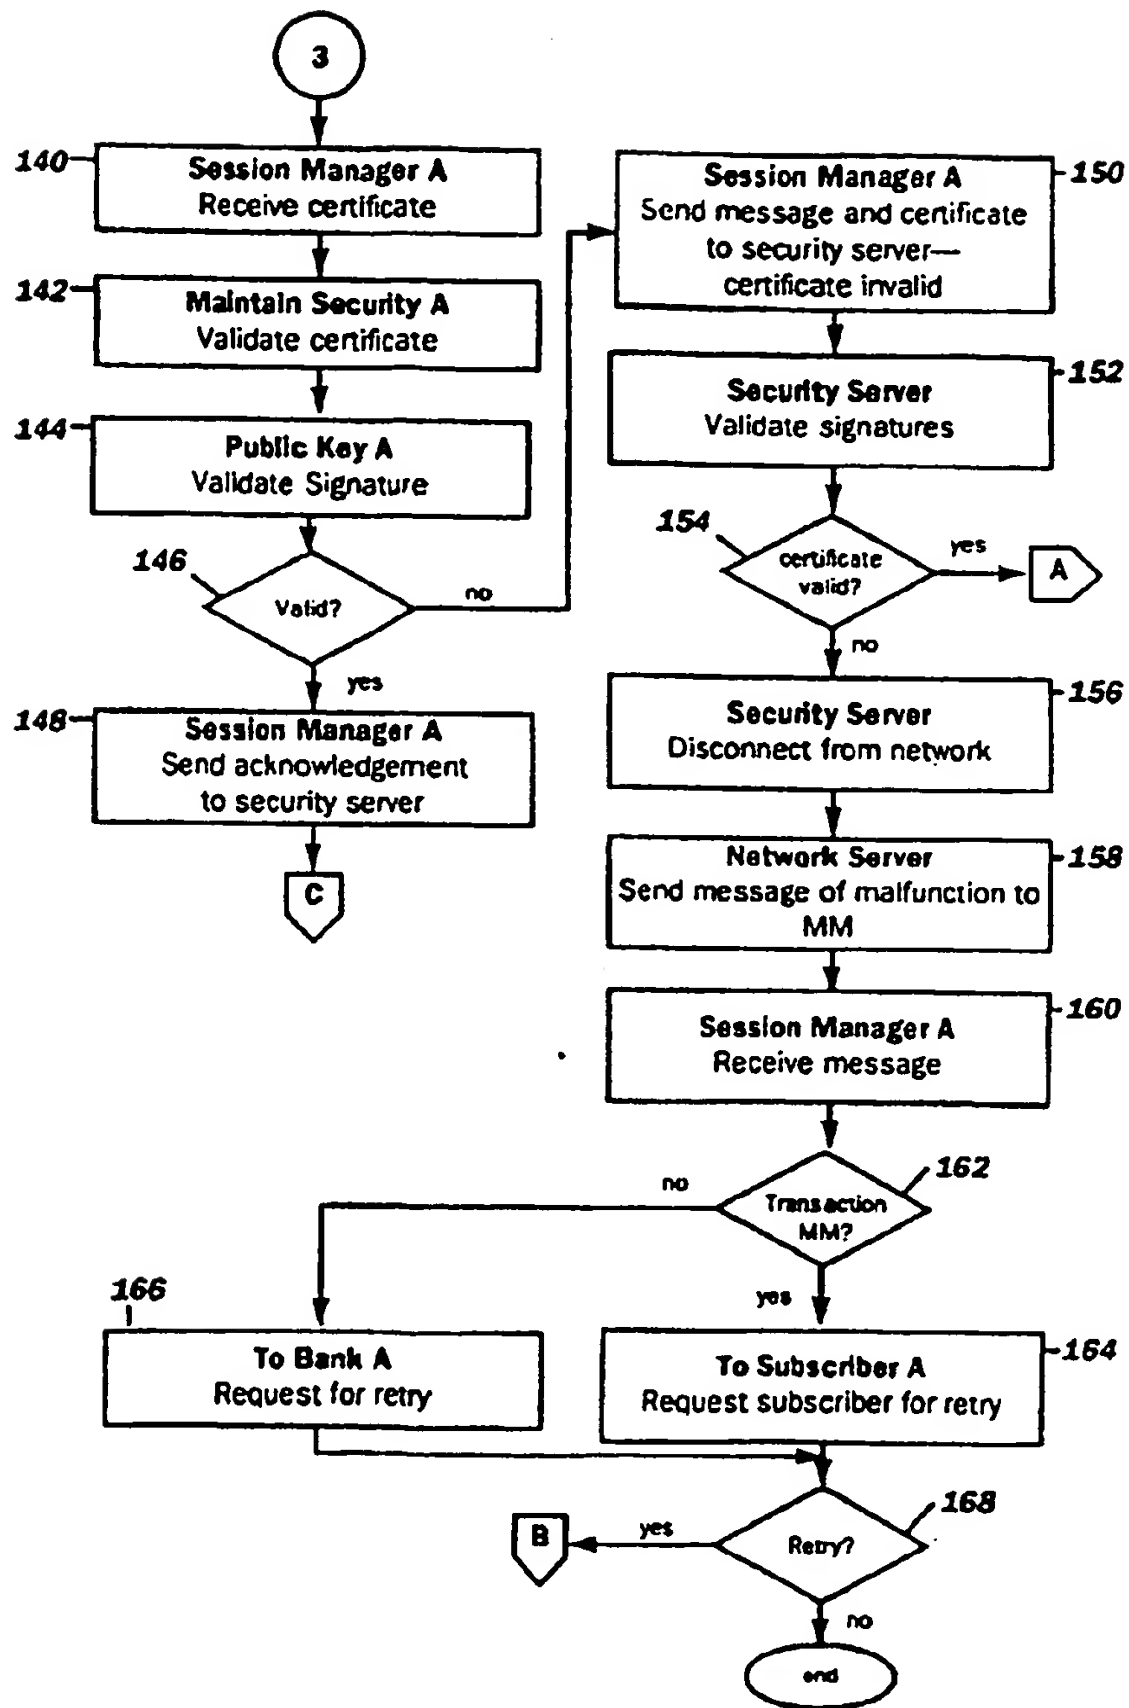 3
140
Session Manager A
Receive certificate
142
Maintain Security A
Validate certificate
144
Public Key A
Validate Signature
146
Valid?
no
yes
148
Session Manager A
Send acknowledgement
to security server
C
150
Session Manager A
Send message and certificate
to security server—
certificate invalid
152
Security Server
Validate signatures
154
certificate
valid?
yes
A
no
156
Security Server
Disconnect from network
158
Network Server
Send message of malfunction to
MM
160
Session Manager A
Receive message
162
Transaction
MM?
no
yes
166
To Bank A
Request for retry
164
To Subscriber A
Request subscriber for retry
168
Retry?
yes
B
no
end